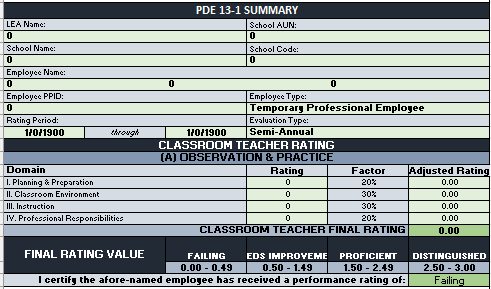 PDE 13-1 SUMMARY
LEA Name: School AUN:
0 0
School Name: School Code:
0 0
Employee Name:
0 0 0
Employee PPID: Employee Type:
0 Temporary Professional Employee
Rating Period: Evaluation Type:
1/0/1900 through 1/0/1900 Semi-Annual
CLASSROOM TEACHER RATING
(A) OBSERVATION & PRACTICE
Domain Rating Factor Adjusted Rating
I. Planning & Preparation 0 20% 0.00
II. Classroom Environment 0 30% 0.00
III. Instruction 0 30% 0.00
IV. Professional Responsibilities 0 20% 0.00
CLASSROOM TEACHER FINAL RATING 0.00
FINAL RATING VALUE FAILING EDS IMPROVEME PROFICIENT DISTINGUISHED
0.00 - 0.49 0.50 - 1.49 1.50 - 2.49 2.50 - 3.00
I certify the afore-named employee has received a performance rating of: Failing